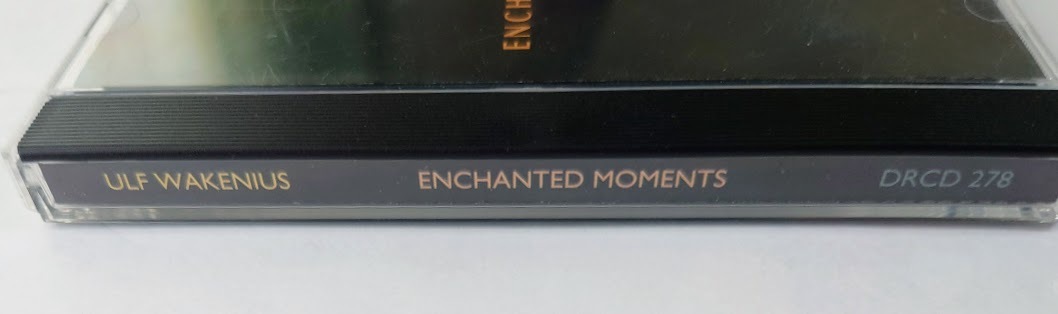 ENCH
ULF WAKENIUS ENCHANTED MOMENTS DRCD 278